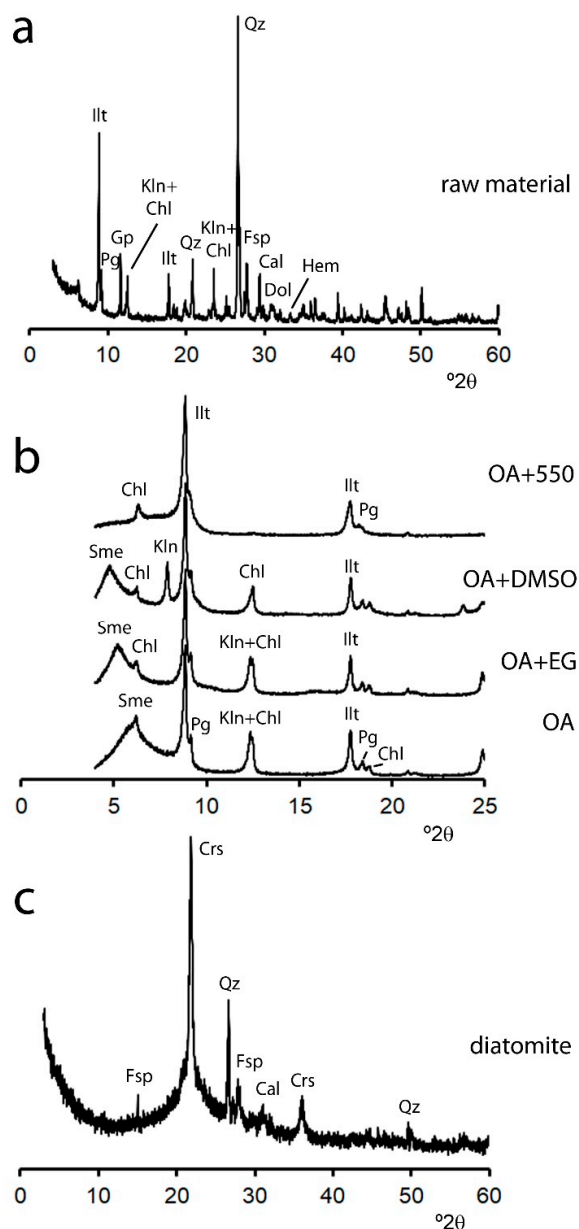 a
Qz
Ilt
raw material
Kln+
Chl
Gp
Pg
Kln+
Chl
Ilt
Qz
Fsp
Cal
Dol
Hem
0 10 20 30 40 50 60
º2θ
b
Ilt
OA+550
Chl
Ilt
Pg
Sme
Chl
Kln
Chl
Ilt
OA+DMSO
Sme
Chl
Kln+Chl
Ilt
OA+EG
Sme
Pg
Kln+Chl
Ilt
Pg
Chl
OA
0 5 10 15 20 25
º2θ
c
Crs
Qz
diatomite
Fsp
Fsp
Cal
Crs
Qz
0 10 20 30 40 50 60
º2θ